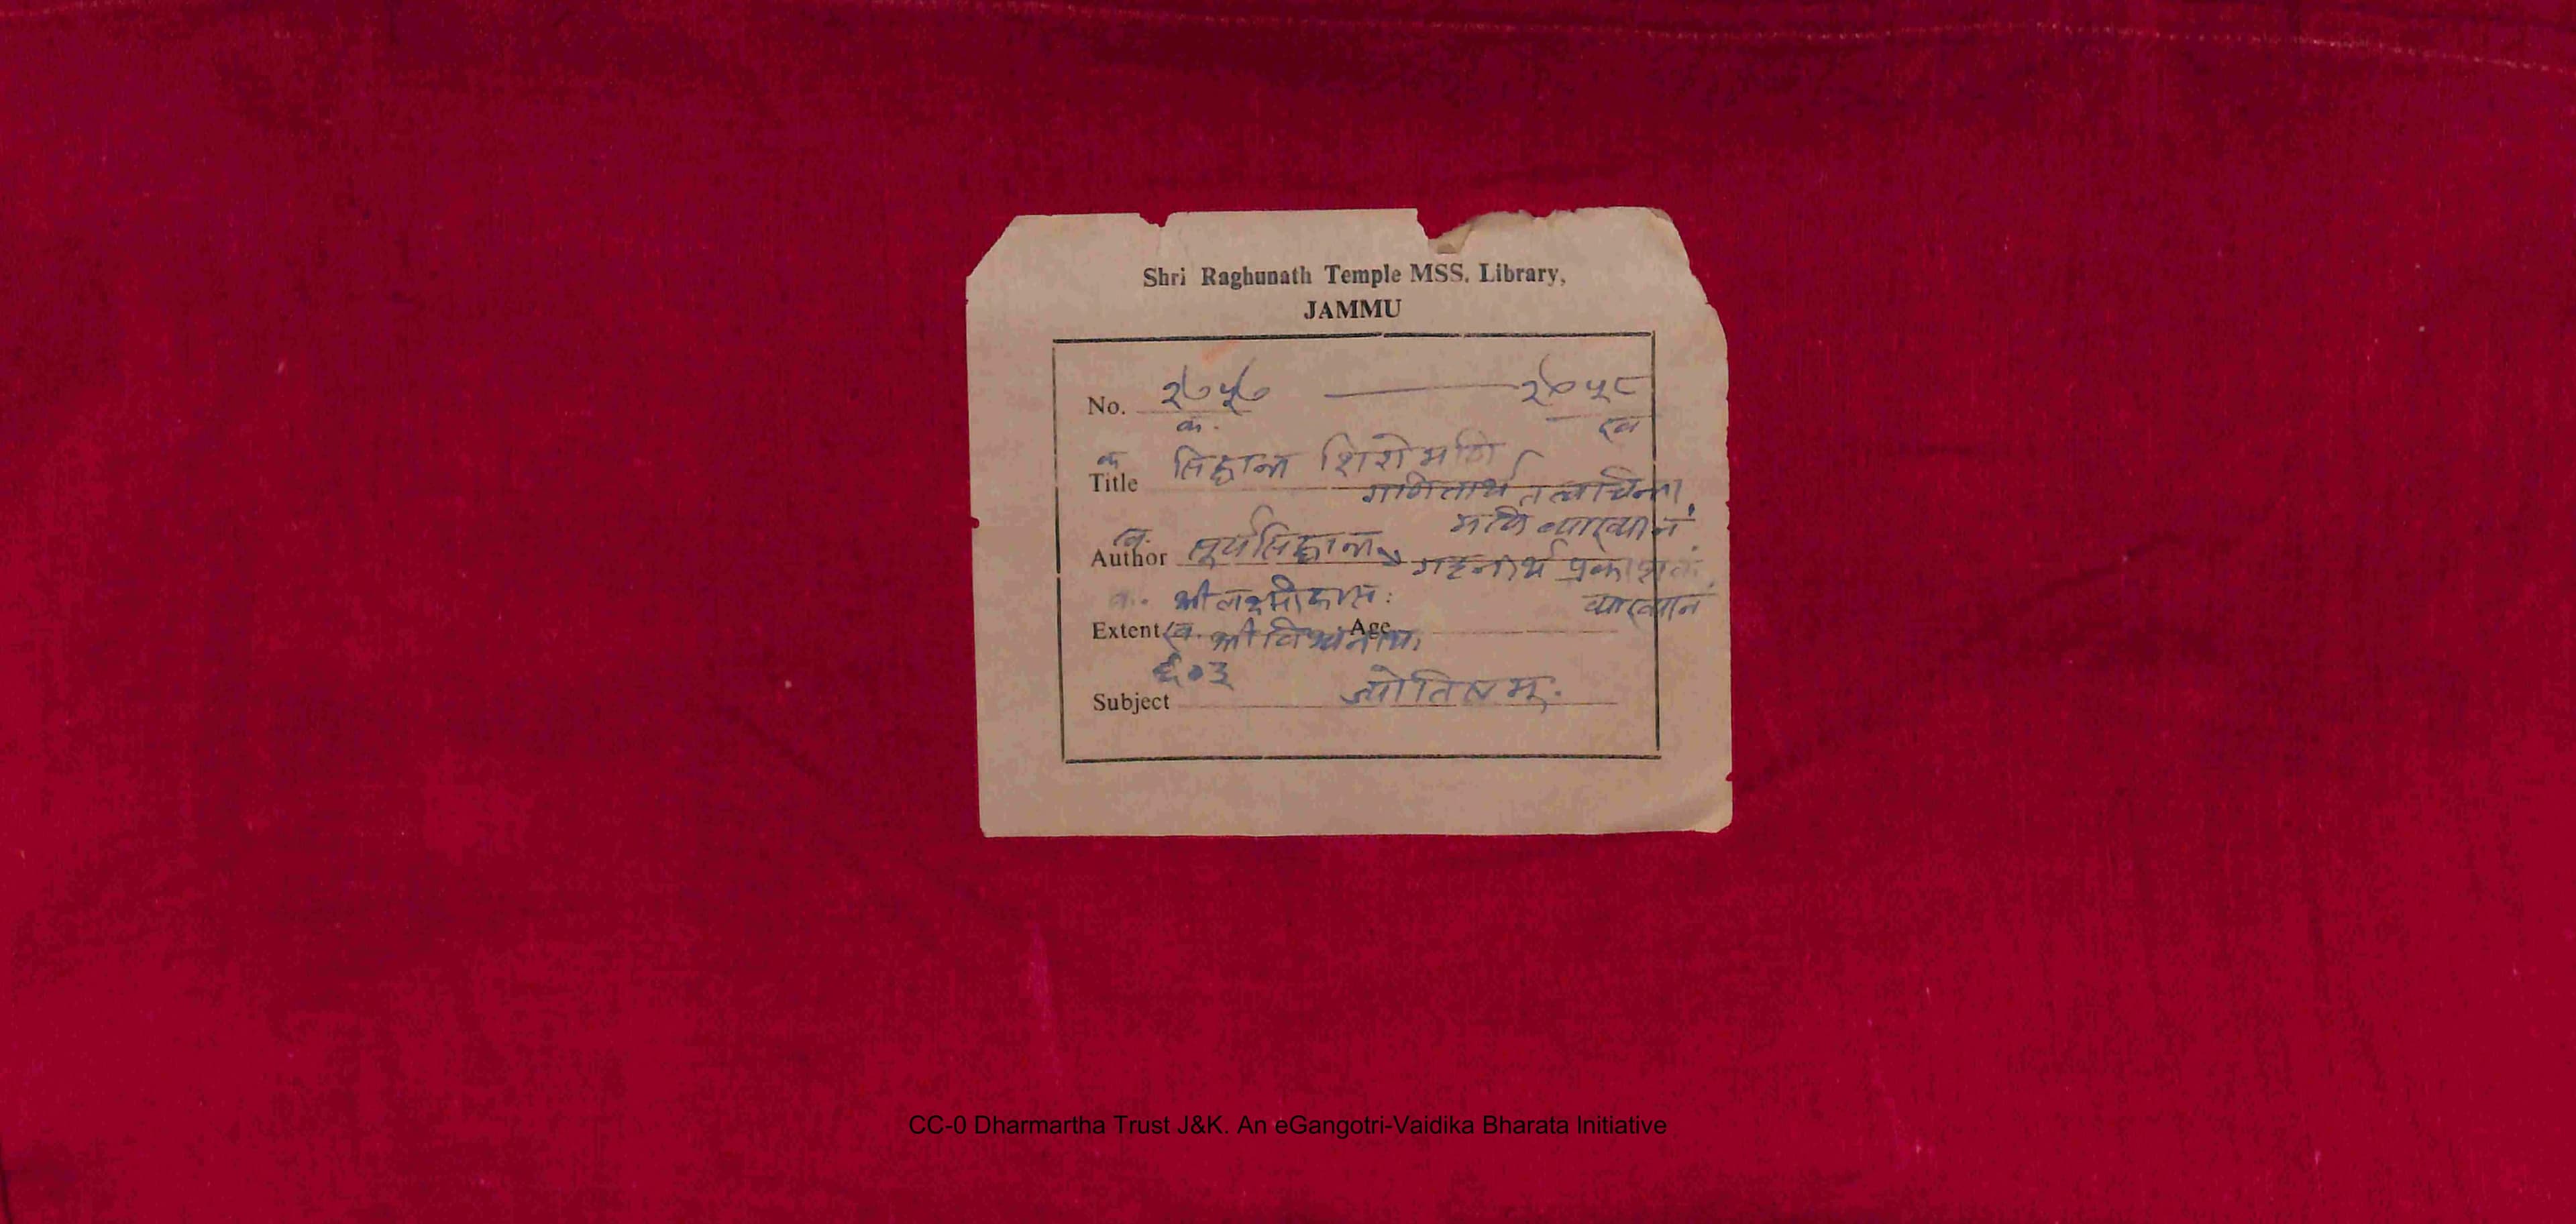 Shri Raghunath Temple MSS. Library,
JAMMU
No. २७५७ — २७५८
क. ख
क
Title सिद्धान्त शिरोमणि
गणितार्थ तत्वचिन्ता
मणि व्याख्यानं
ख.
Author सूर्यसिद्धान्त गहनार्थ प्रकाशक
क. श्रीलक्ष्मीदासः व्याख्यानं
Extent ख. श्रीविश्वनाथ Age
६०३
Subject ज्योतिषम्.
CC-0 Dharmartha Trust J&K. An eGangotri-Vaidika Bharata Initiative